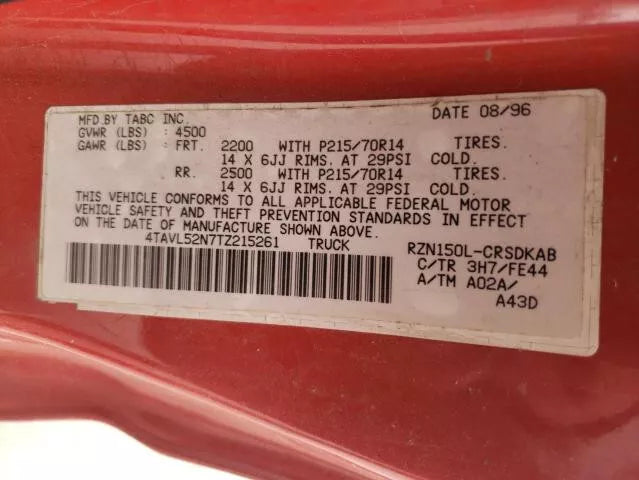 MFD.BY TABC INC. DATE 08/96
GVWR (LBS) : 4500
GAWR (LBS) : FRT. 2200 WITH P215/70R14 TIRES.
14 X 6JJ RIMS. AT 29PSI COLD.
RR. 2500 WITH P215/70R14 TIRES.
14 X 6JJ RIMS. AT 29PSI COLD.
THIS VEHICLE CONFORMS TO ALL APPLICABLE FEDERAL MOTOR
VEHICLE SAFETY AND THEFT PREVENTION STANDARDS IN EFFECT
ON THE DATE OF MANUFACTURE SHOWN ABOVE.
4TAVL52N7TZ215261 TRUCK RZN150L-CRSDKAB
C/TR 3H7/FE44
A/TM A02A/
A43D